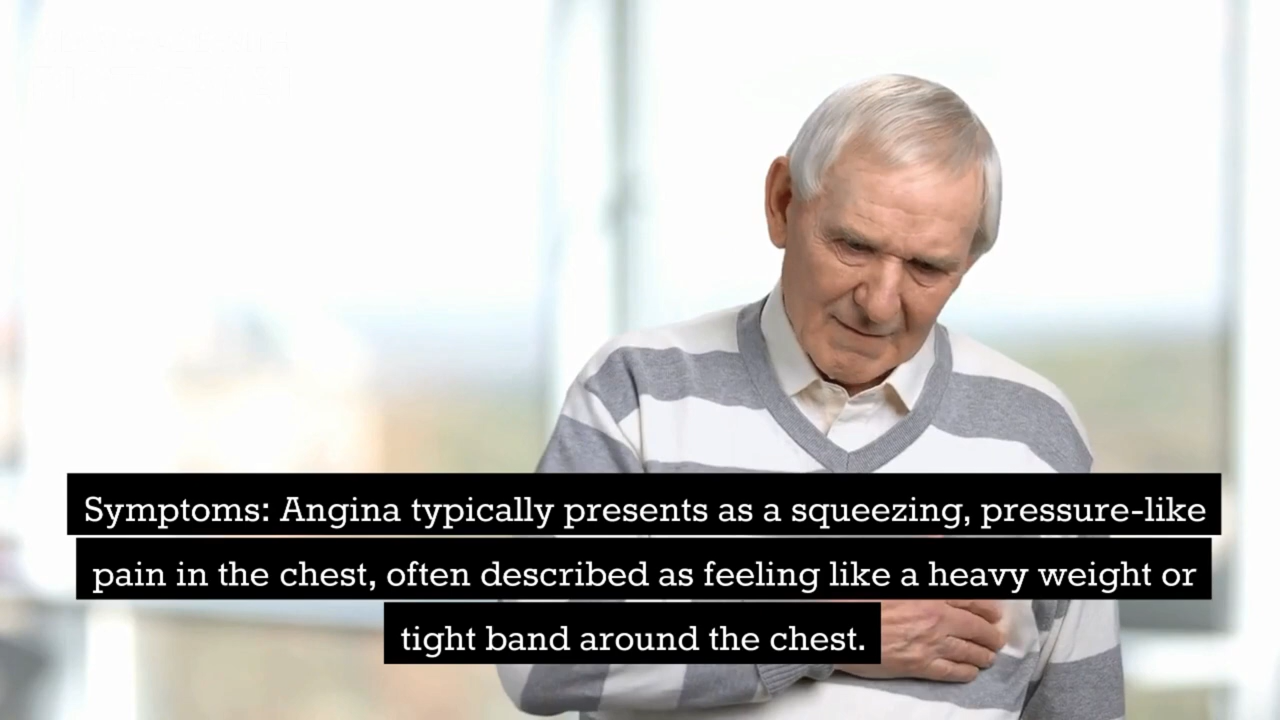 Symptoms: Angina typically presents as a squeezing, pressure-like
pain in the chest, often described as feeling like a heavy weight or
tight band around the chest.